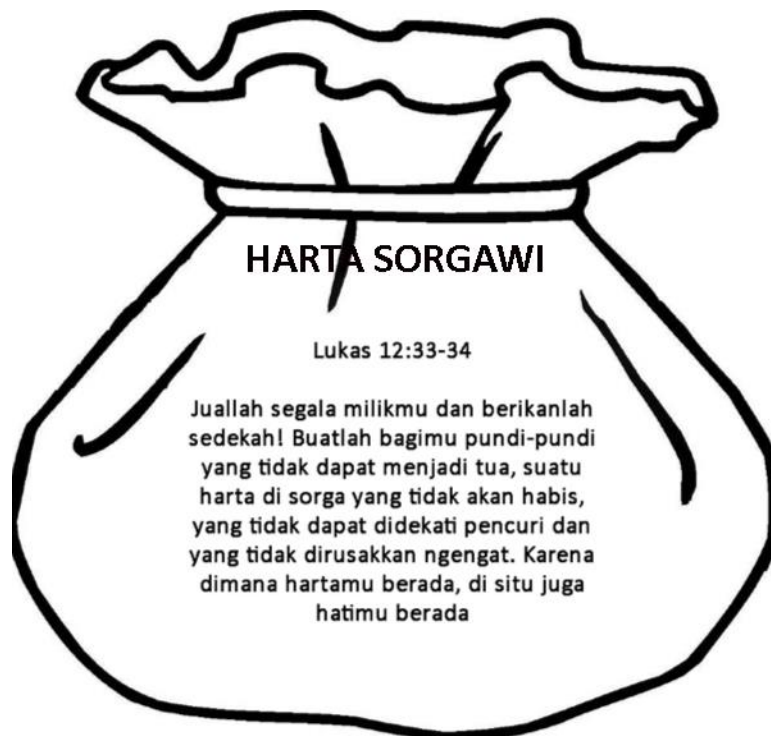 HARTA SORGAWI
Lukas 12:33-34
Juallah segala milikmu dan berikanlah
sedekah! Buatlah bagimu pundi-pundi
yang tidak dapat menjadi tua, suatu
harta di sorga yang tidak akan habis,
yang tidak dapat didekati pencuri dan
yang tidak dirusakkan ngengat. Karena
dimana hartamu berada, di situ juga
hatimu berada